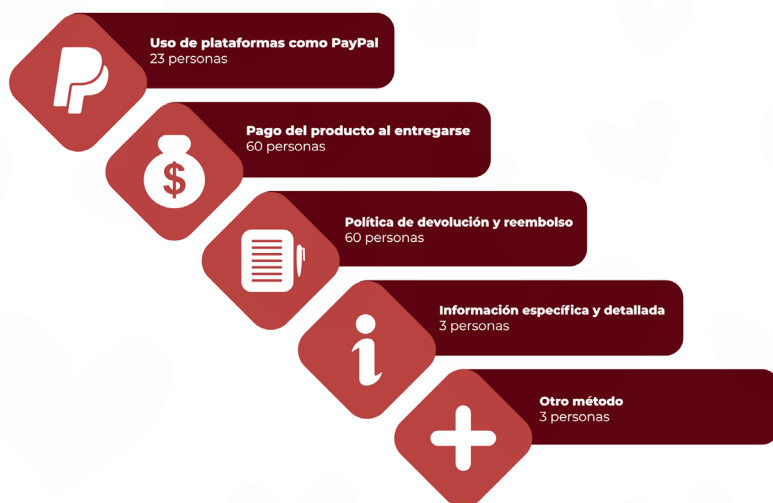 Uso de plataformas como PayPal
23 personas
$
Pago del producto al entregarse
60 personas
Política de devolución y reembolso
60 personas
Información específica y detallada
3 personas
Otro método
3 personas